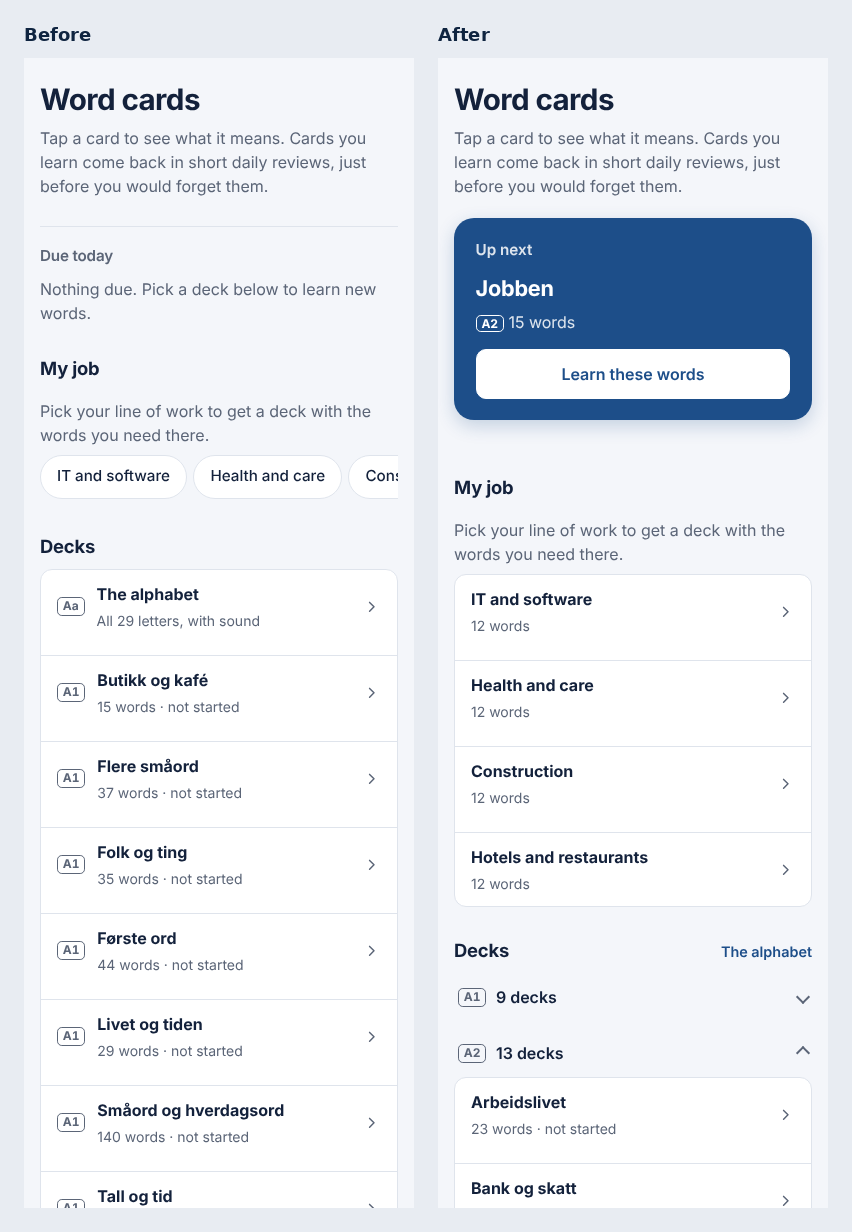 Before
Word cards
Tap a card to see what it means. Cards you
learn come back in short daily reviews, just
before you would forget them.
Due today
Nothing due. Pick a deck below to learn new
words.
My job
Pick your line of work to get a deck with the
words you need there.
IT and software
Health and care
Cons
Decks
Aa
The alphabet
All 29 letters, with sound
A1
Butikk og kafé
15 words · not started
A1
Flere småord
37 words · not started
A1
Folk og ting
35 words · not started
A1
Første ord
44 words · not started
A1
Livet og tiden
29 words · not started
A1
Småord og hverdagsord
140 words · not started
A1
Tall og tid
After
Word cards
Tap a card to see what it means. Cards you
learn come back in short daily reviews, just
before you would forget them.
Up next
Jobben
A2 15 words
Learn these words
My job
Pick your line of work to get a deck with the
words you need there.
IT and software
12 words
Health and care
12 words
Construction
12 words
Hotels and restaurants
12 words
Decks
The alphabet
A1 9 decks
A2 13 decks
Arbeidslivet
23 words · not started
Bank og skatt